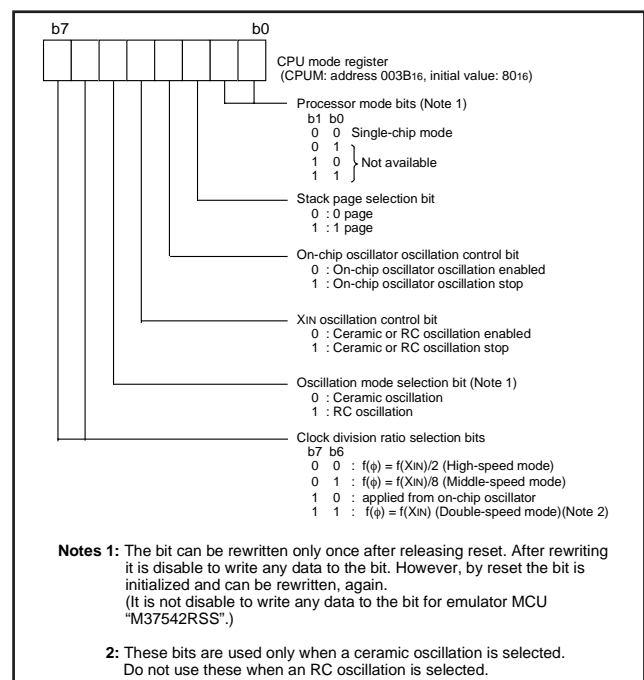 b7 b0
CPU mode register
(CPUM: address 003B16, initial value: 8016)
Processor mode bits (Note 1)
b1 b0
0 0 Single-chip mode
0 1
1 0 Not available
1 1
Stack page selection bit
0 : 0 page
1 : 1 page
On-chip oscillator oscillation control bit
0 : On-chip oscillator oscillation enabled
1 : On-chip oscillator oscillation stop
XIN oscillation control bit
0 : Ceramic or RC oscillation enabled
1 : Ceramic or RC oscillation stop
Oscillation mode selection bit (Note 1)
0 : Ceramic oscillation
1 : RC oscillation
Clock division ratio selection bits
b7 b6
0 0 : f(φ) = f(XIN)/2 (High-speed mode)
0 1 : f(φ) = f(XIN)/8 (Middle-speed mode)
1 0 : applied from on-chip oscillator
1 1 : f(φ) = f(XIN) (Double-speed mode)(Note 2)
Notes 1: The bit can be rewritten only once after releasing reset. After rewriting
it is disable to write any data to the bit. However, by reset the bit is
initialized and can be rewritten, again.
(It is not disable to write any data to the bit for emulator MCU
“M37542RSS”.)
2: These bits are used only when a ceramic oscillation is selected.
Do not use these when an RC oscillation is selected.